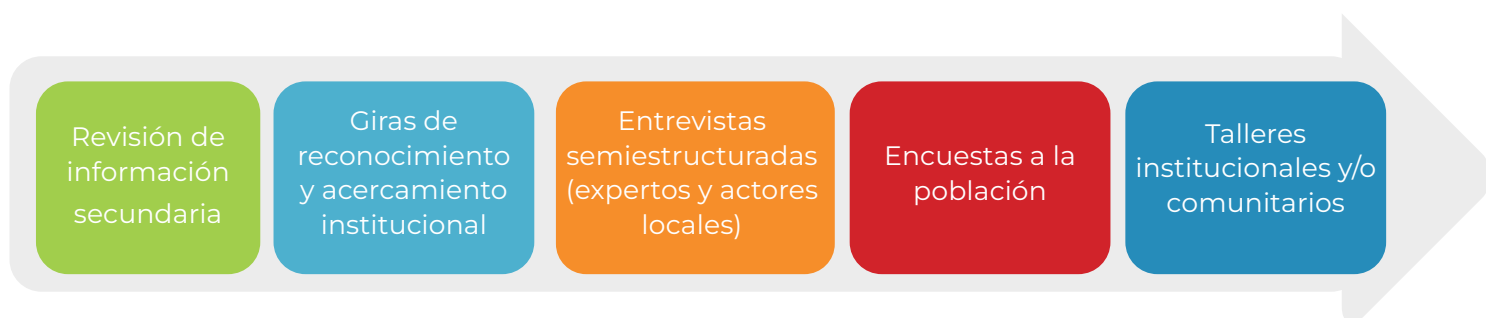 Revisión de
información
secundaria
Giras de
reconocimiento
y acercamiento
institucional
Entrevistas
semiestructuradas
(expertos y actores
locales)
Encuestas a la
población
Talleres
institucionales y/o
comunitarios